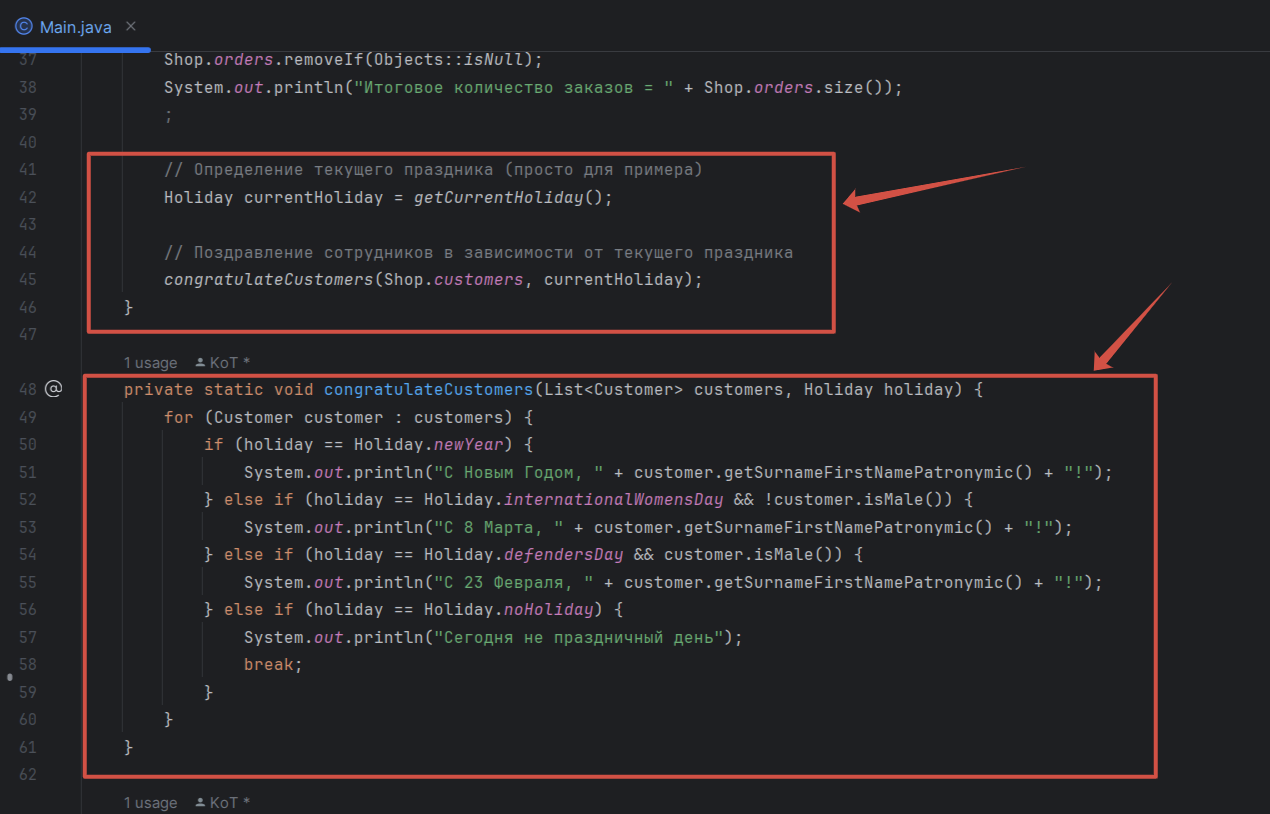 Main.java
37 Shop.orders.removeIf(Objects::isNull);
38 System.out.println("Итоговое количество заказов = " + Shop.orders.size());
39 ;
40
41 // Определение текущего праздника (просто для примера)
42 Holiday currentHoliday = getCurrentHoliday();
43
44 // Поздравление сотрудников в зависимости от текущего праздника
45 congratulateCustomers(Shop.customers, currentHoliday);
46 }
47
1 usage KoT *
48 private static void congratulateCustomers(List<Customer> customers, Holiday holiday) {
49 for (Customer customer : customers) {
50 if (holiday == Holiday.newYear) {
51 System.out.println("С Новым Годом, " + customer.getSurnameFirstNamePatronymic() + "!");
52 } else if (holiday == Holiday.internationalWomensDay && !customer.isMale()) {
53 System.out.println("С 8 Марта, " + customer.getSurnameFirstNamePatronymic() + "!");
54 } else if (holiday == Holiday.defendersDay && customer.isMale()) {
55 System.out.println("С 23 Февраля, " + customer.getSurnameFirstNamePatronymic() + "!");
56 } else if (holiday == Holiday.noHoliday) {
57 System.out.println("Сегодня не праздничный день");
58 break;
59 }
60 }
61 }
62
1 usage KoT *